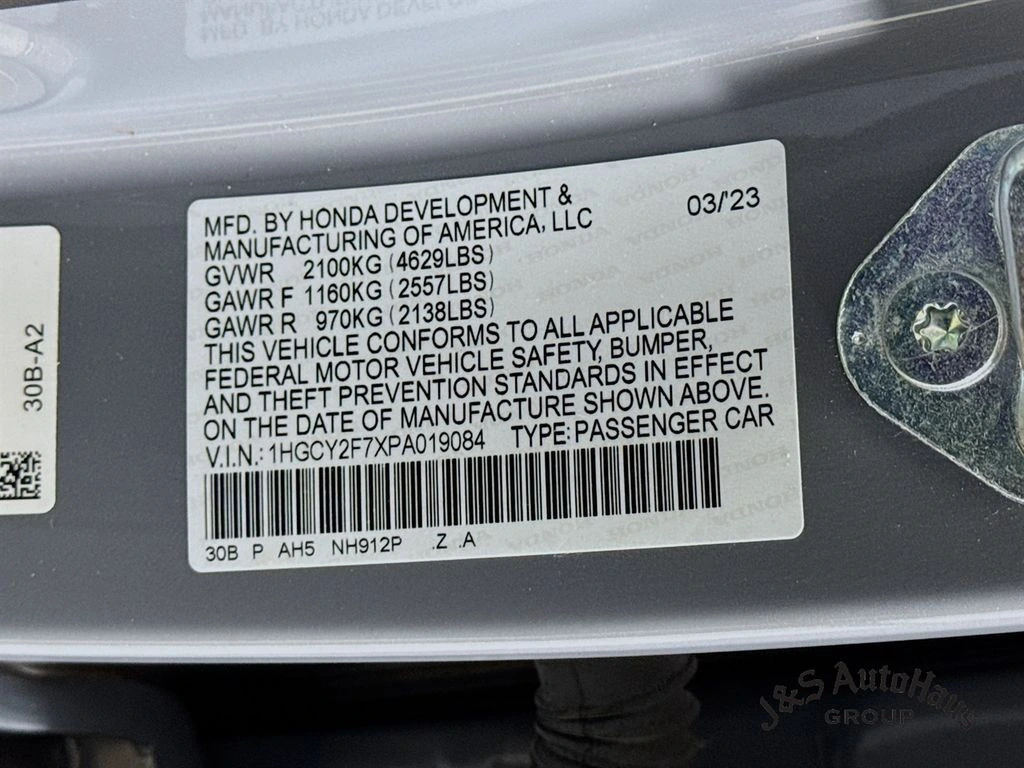 MFD. BY HONDA DEVELOPMENT &
MANUFACTURING OF AMERICA, LLC
03/'23
GVWR 2100KG (4629LBS)
GAWR F 1160KG (2557LBS)
GAWR R 970KG (2138LBS)
THIS VEHICLE CONFORMS TO ALL APPLICABLE
FEDERAL MOTOR VEHICLE SAFETY, BUMPER,
AND THEFT PREVENTION STANDARDS IN EFFECT
ON THE DATE OF MANUFACTURE SHOWN ABOVE.
V.I.N.: 1HGCY2F7XPA019084 TYPE: PASSENGER CAR
30B P AH5 NH912P .Z .A
30B-A2
J&S AutoHaus
GROUP